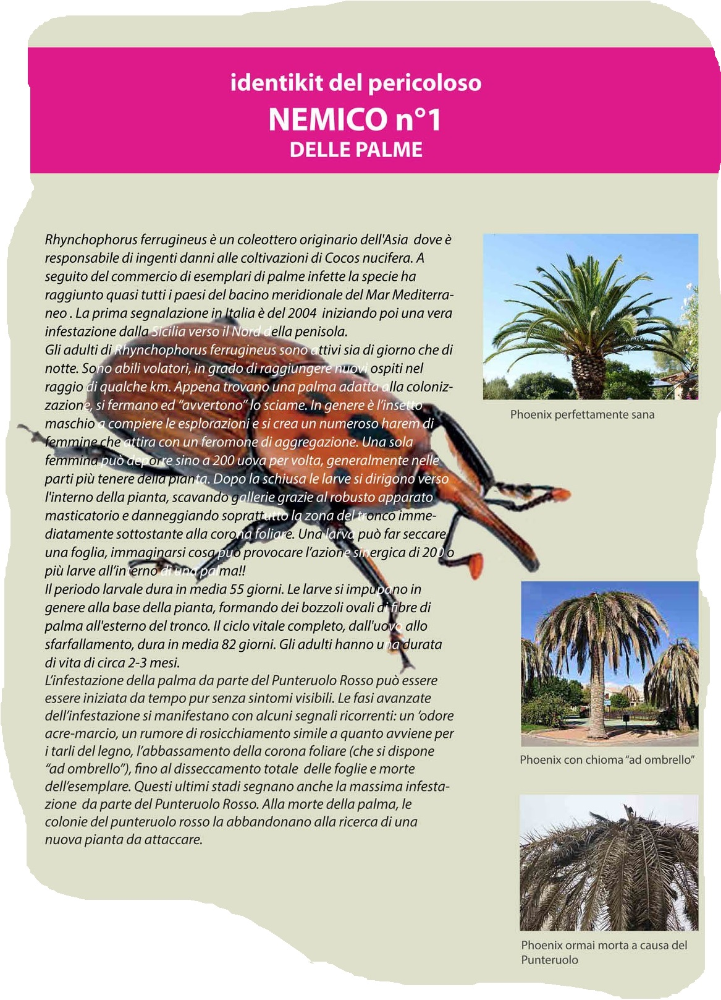 identikit del pericoloso
NEMICO n°1
DELLE PALME
Rhynchophorus ferrugineus è un coleottero originario dell'Asia dove è
responsabile di ingenti danni alle coltivazioni di Cocos nucifera. A
seguito del commercio di esemplari di palme infette la specie ha
raggiunto quasi tutti i paesi del bacino meridionale del Mar Mediterra-
neo . La prima segnalazione in Italia è del 2004 iniziando poi una vera
infestazione dalla Sicilia verso il Nord della penisola.
Gli adulti di Rhynchophorus ferrugineus sono attivi sia di giorno che di
notte. Sono abili volatori, in grado di raggiungere nuovi ospiti nel
raggio di qualche km. Appena trovano una palma adatta alla coloniz-
zazione, si fermano ed “avvertono” lo sciame. In genere è l’insetto
maschio a compiere le esplorazioni e si crea un numeroso harem di
femmine che attira con un feromone di aggregazione. Una sola
femmina può deporre sino a 200 uova per volta, generalmente nelle
parti più tenere della pianta. Dopo la schiusa le larve si dirigono verso
l'interno della pianta, scavando gallerie grazie al robusto apparato
masticatorio e danneggiando soprattutto la zona del tronco imme-
diatamente sottostante alla corona foliare. Una larva può far seccare
una foglia, immaginarsi cosa può provocare l’azione sinergica di 200 o
più larve all’interno di una palma!!
Il periodo larvale dura in media 55 giorni. Le larve si impupano in
genere alla base della pianta, formando dei bozzoli ovali di fibre di
palma all'esterno del tronco. Il ciclo vitale completo, dall'uovo allo
sfarfallamento, dura in media 82 giorni. Gli adulti hanno una durata
di vita di circa 2-3 mesi.
L’infestazione della palma da parte del Punteruolo Rosso può essere
essere iniziata da tempo pur senza sintomi visibili. Le fasi avanzate
dell’infestazione si manifestano con alcuni segnali ricorrenti: un ‘odore
acre-marcio, un rumore di rosicchiamento simile a quanto avviene per
i tarli del legno, l’abbassamento della corona foliare (che si dispone
“ad ombrello”), fino al disseccamento totale delle foglie e morte
dell’esemplare. Questi ultimi stadi segnano anche la massima infesta-
zione da parte del Punteruolo Rosso. Alla morte della palma, le
colonie del punteruolo rosso la abbandonano alla ricerca di una
nuova pianta da attaccare.
Phoenix perfettamente sana
Phoenix con chioma “ad ombrello”
Phoenix ormai morta a causa del
Punteruolo